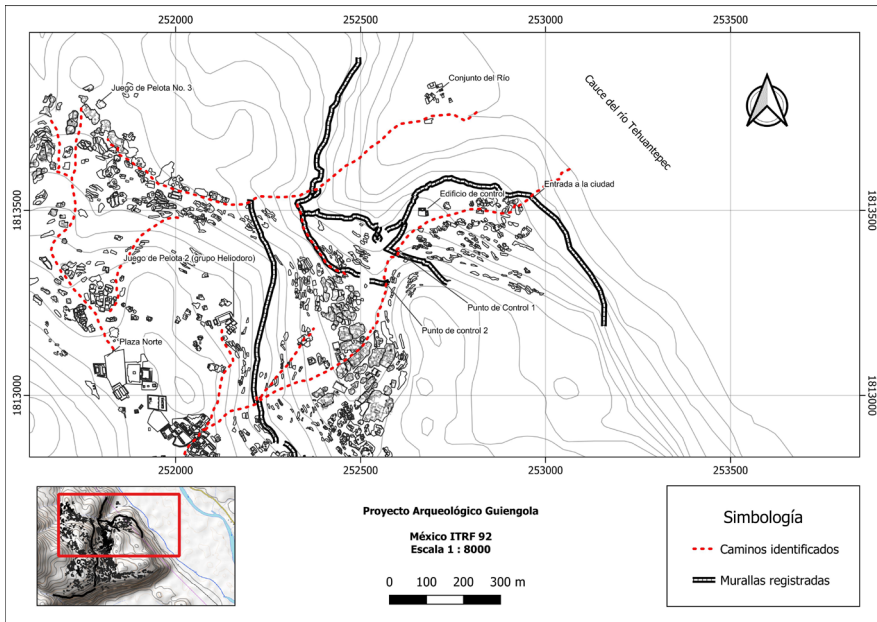 252000 252500 253000 253500
Conjunto del Río
Juego de Pelota No. 3
Cauce del río Tehuantepec
Entrada a la ciudad
Edificio de control
1813500 1813500
Juego de Pelota 2 (grupo Heliodoro)
Punto de Control 1
Punto de control 2
Plaza Norte
1813000 1813000
252000 252500 253000 253500
Proyecto Arqueológico Guiengola
México ITRF 92
Escala 1 : 8000
0 100 200 300 m
Simbología
Caminos identificados
Murallas registradas